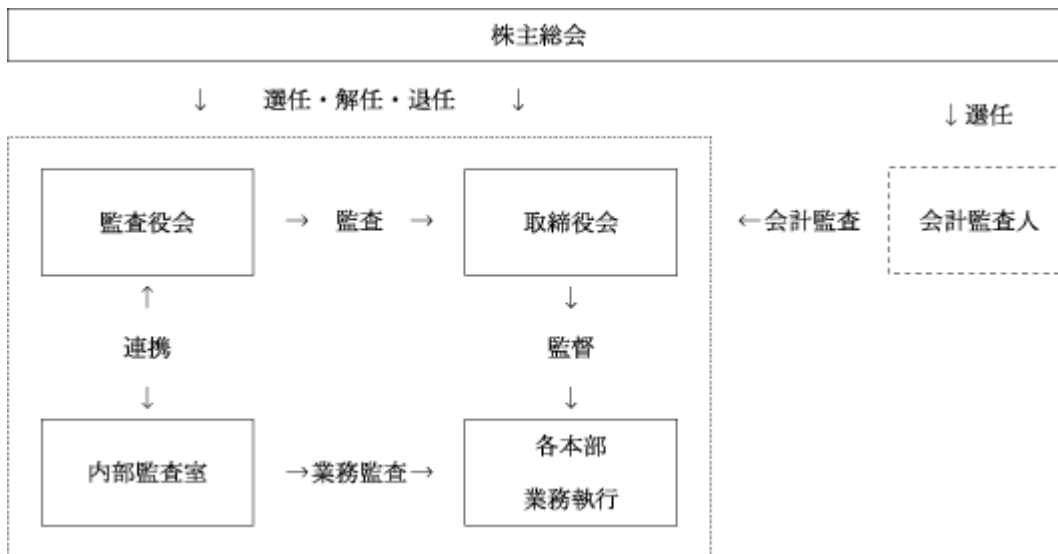 株主総会
↓ 選任・解任・退任 ↓
↓選任
監査役会
→ 監査 →
取締役会
←会計監査
会計監査人
↑
連携
↓
↓
監督
↓
内部監査室
→業務監査→
各本部
業務執行